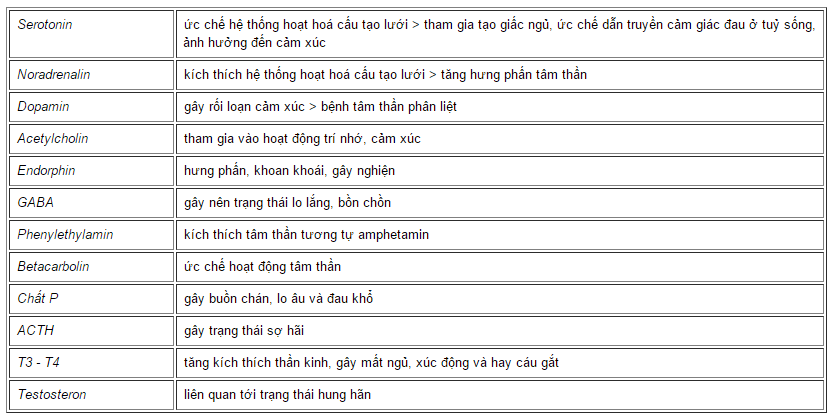 Serotonin
ức chế hệ thống hoạt hoá cấu tạo lưới > tham gia tạo giấc ngủ, ức chế dẫn truyền cảm giác đau ở tuỷ sống,
ảnh hưởng đến cảm xúc
Noradrenalin
kích thích hệ thống hoạt hoá cấu tạo lưới > tăng hưng phấn tâm thần
Dopamin
gây rối loạn cảm xúc > bệnh tâm thần phân liệt
Acetylcholin
tham gia vào hoạt động trí nhớ, cảm xúc
Endorphin
hưng phấn, khoan khoái, gây nghiện
GABA
gây nên trạng thái lo lắng, bồn chồn
Phenylethylamin
kích thích tâm thần tương tự amphetamin
Betacarbolin
ức chế hoạt động tâm thần
Chất P
gây buồn chán, lo âu và đau khổ
ACTH
gây trạng thái sợ hãi
T3 - T4
tăng kích thích thần kinh, gây mất ngủ, xúc động và hay cáu gắt
Testosteron
liên quan tới trạng thái hung hãn